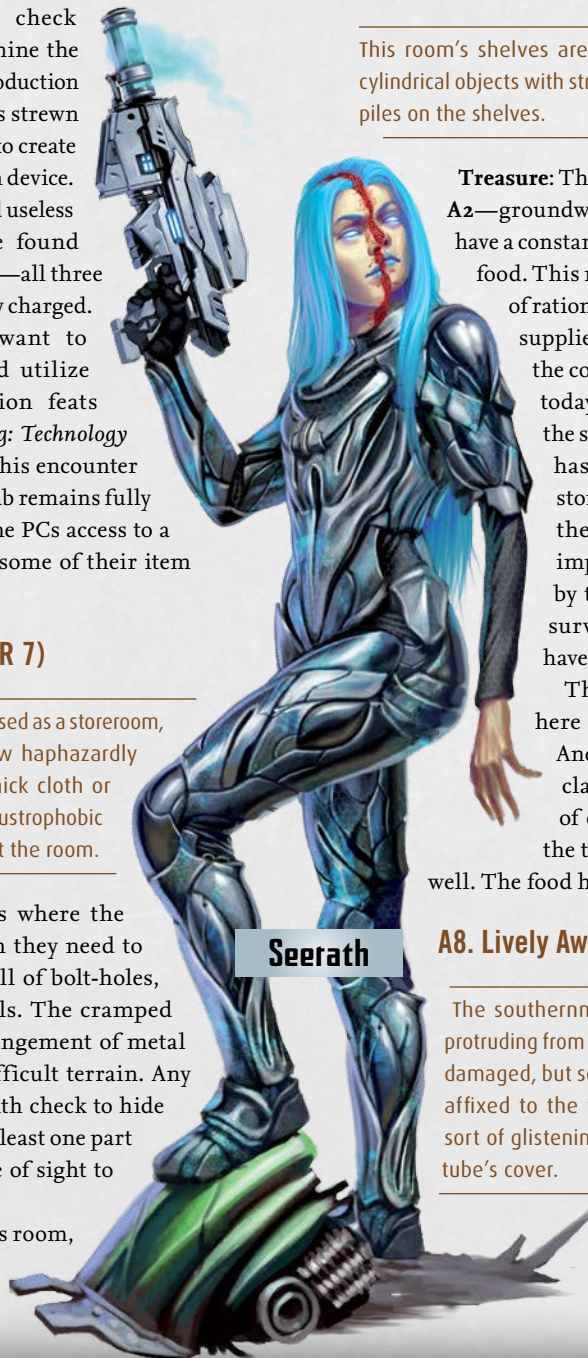 check
mine the
oduction
s strewn
to create
n device.
l useless
e found
—all three
y charged.
want to
d utilize
ion feats
g: Technology
his encounter
b remains fully
he PCs access to a
some of their item
R 7)
sed as a storeroom,
w haphazardly
ick cloth or
ustrophobic
t the room.
s where the
n they need to
ll of bolt-holes,
ls. The cramped
ngement of metal
fficult terrain. Any
th check to hide
least one part
e of sight to
s room,
Seerath
This room’s shelves are
cylindrical objects with str
piles on the shelves.
Treasure: Th
A2—groundw
have a constan
food. This r
of ration
supplie
the co
today
the s
has
stor
the
imp
by t
surv
have
Th
here
And
cla
of
the t
well. The food h
A8. Lively Aw
The southernn
protruding from
damaged, but s
affixed to the
sort of glistenin
tube’s cover.